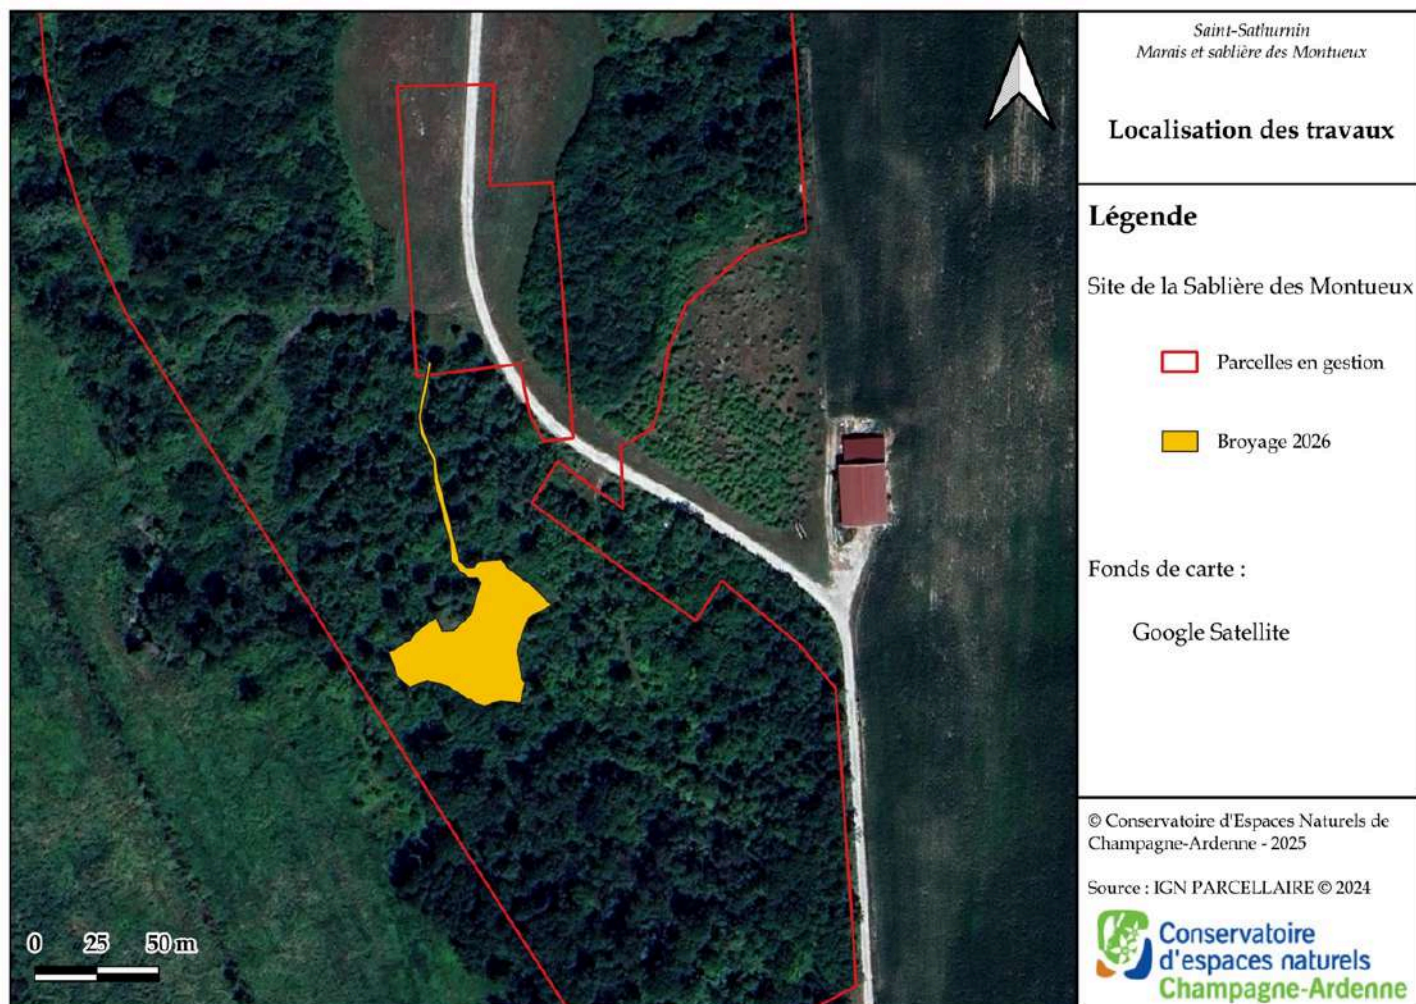 Saint-Sathurnin
Marais et sablière des Montueux
Localisation des travaux
Légende
Site de la Sablière des Montueux
Parcelles en gestion
Broyage 2026
Fonds de carte :
Google Satellite
© Conservatoire d'Espaces Naturels de
Champagne-Ardenne - 2025
Source : IGN PARCELLAIRE © 2024
Conservatoire
d'espaces naturels
Champagne-Ardenne
0 25 50 m